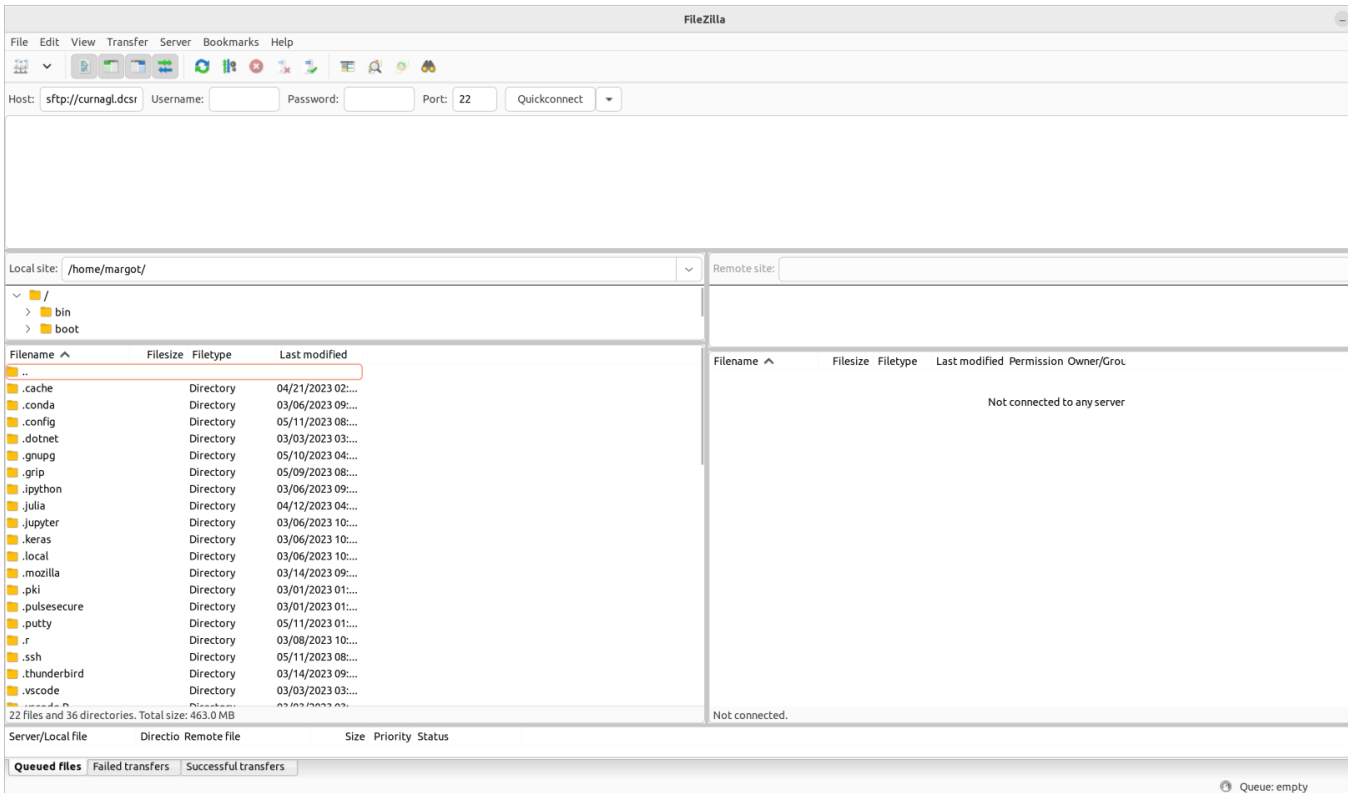 FileZilla
File Edit View Transfer Server Bookmarks Help
Host: sftp://curnagl.dcsr Username: Password: Port: 22 Quickconnect
Local site: /home/margot/
/
bin
boot
Filename Filesize Filetype Last modified
..
.cache Directory 04/21/2023 02:...
.conda Directory 03/06/2023 09:...
.config Directory 05/11/2023 08:...
.dotnet Directory 03/03/2023 03:...
.gnupg Directory 05/10/2023 04:...
.grip Directory 05/09/2023 08:...
.ipython Directory 03/06/2023 09:...
.julia Directory 04/12/2023 04:...
.jupyter Directory 03/06/2023 10:...
.keras Directory 03/06/2023 10:...
.local Directory 03/06/2023 10:...
.mozilla Directory 03/14/2023 09:...
.pki Directory 03/01/2023 01:...
.pulsesecure Directory 03/01/2023 01:...
.putty Directory 05/11/2023 01:...
.r Directory 03/08/2023 10:...
.ssh Directory 05/11/2023 08:...
.thunderbird Directory 03/14/2023 09:...
.vscode Directory 03/03/2023 03:...
22 files and 36 directories. Total size: 463.0 MB
Remote site:
Filename Filesize Filetype Last modified Permission Owner/Grou
Not connected to any server
Not connected.
Server/Local file Directio Remote file Size Priority Status
Queued files Failed transfers Successful transfers
Queue: empty